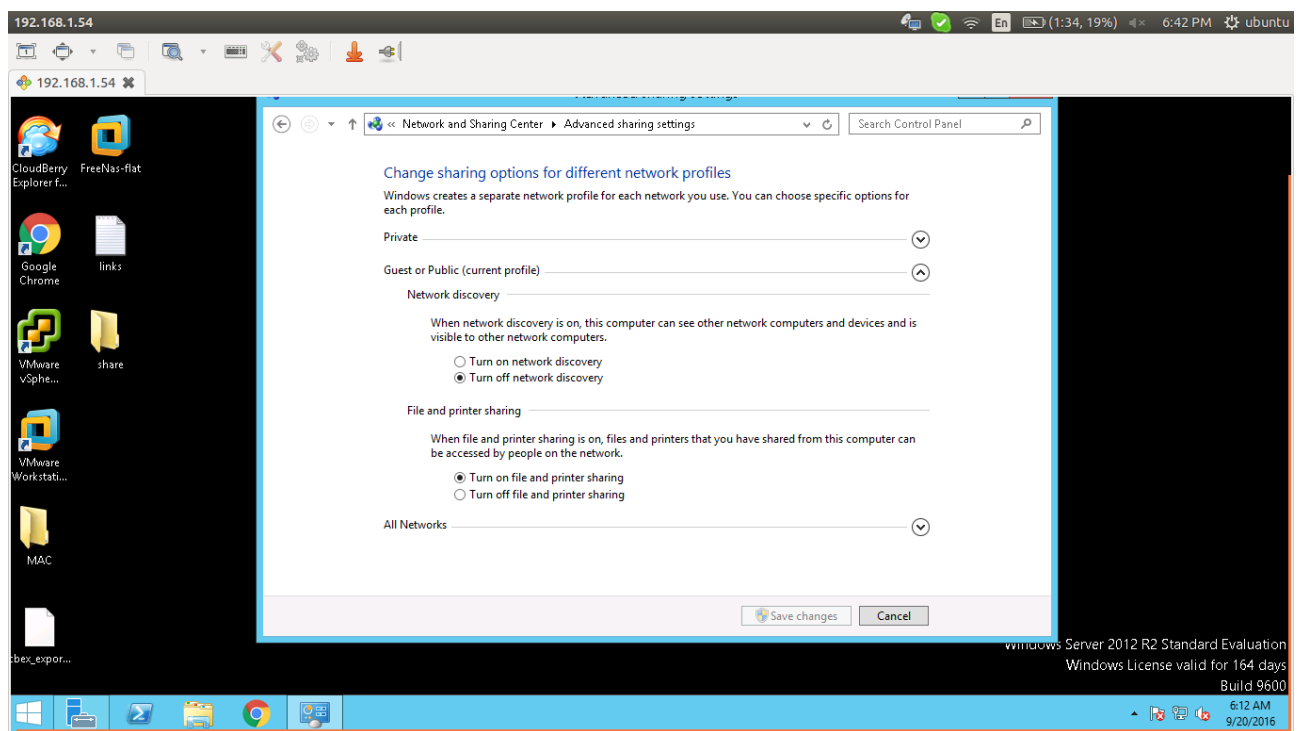 192.168.1.54
En
(1:34, 19%)
6:42 PM
ubuntu
192.168.1.54
Advanced sharing settings
« Network and Sharing Center
Advanced sharing settings
Search Control Panel
CloudBerry
Explorer f...
FreeNas-flat
Google
Chrome
links
VMware
vSphe...
share
VMware
Workstati...
MAC
cbex_expor...
Change sharing options for different network profiles
Windows creates a separate network profile for each network you use. You can choose specific options for
each profile.
Private
Guest or Public (current profile)
Network discovery
When network discovery is on, this computer can see other network computers and devices and is
visible to other network computers.
Turn on network discovery
Turn off network discovery
File and printer sharing
When file and printer sharing is on, files and printers that you have shared from this computer can
be accessed by people on the network.
Turn on file and printer sharing
Turn off file and printer sharing
All Networks
Save changes
Cancel
Windows Server 2012 R2 Standard Evaluation
Windows License valid for 164 days
Build 9600
6:12 AM
9/20/2016